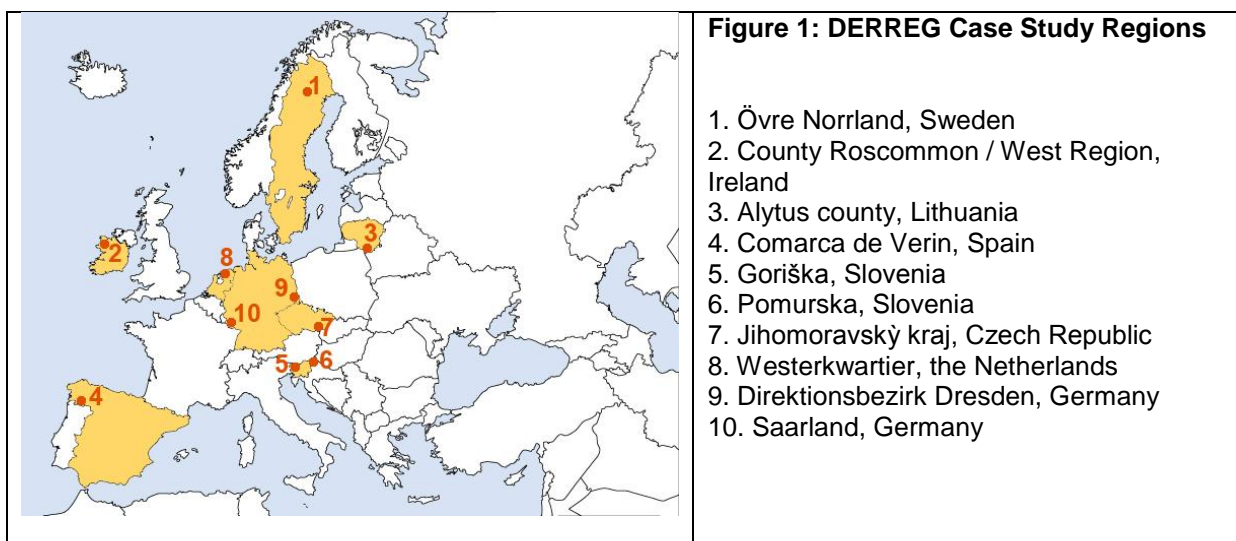 1
2
3
8
9
10
7
5
6
4
Figure 1: DERREG Case Study Regions
1. Övre Norrland, Sweden
2. County Roscommon / West Region,
Ireland
3. Alytus county, Lithuania
4. Comarca de Verin, Spain
5. Goriška, Slovenia
6. Pomurska, Slovenia
7. Jihomoravskỳ kraj, Czech Republic
8. Westerkwartier, the Netherlands
9. Direktionsbezirk Dresden, Germany
10. Saarland, Germany